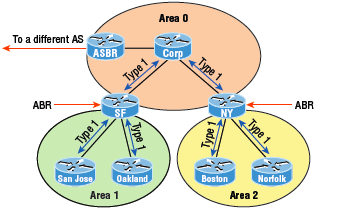 Area 0
To a different AS
ASBR
Corp
Type 1
Type 1
ABR
SF
NY
ABR
Type 1
Type 1
Type 1
Type 1
San Jose
Oakland
Boston
Norfolk
Area 1
Area 2